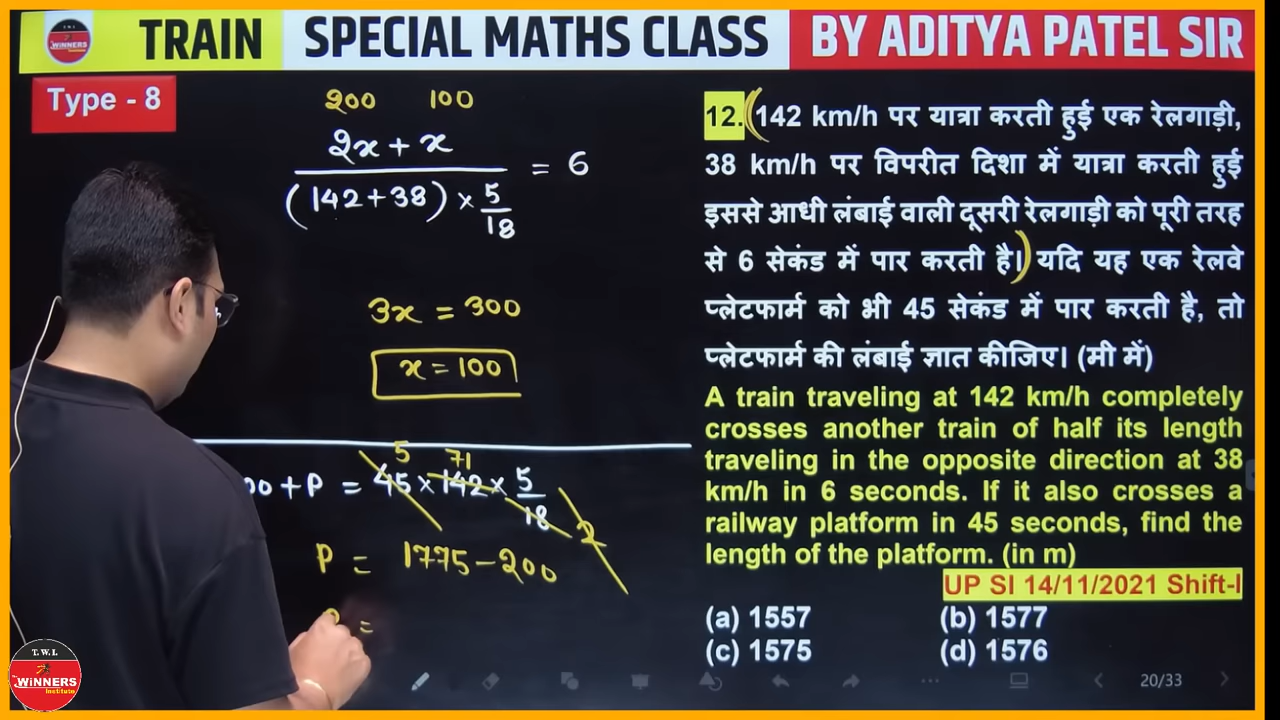 T.W.I.
WiNNERS
Institute
TRAIN SPECIAL MATHS CLASS BY ADITYA PATEL SIR
Type - 8
200 100
2x + x
(142+38) × 5/18 = 6
3x = 300
x = 100
5 71
00 + P = 45 × 142 × 5/18
2
P = 1775 - 200
=
12. (142 km/h पर यात्रा करती हुई एक रेलगाड़ी,
38 km/h पर विपरीत दिशा में यात्रा करती हुई
इससे आधी लंबाई वाली दूसरी रेलगाड़ी को पूरी तरह
से 6 सेकंड में पार करती है।) यदि यह एक रेलवे
प्लेटफार्म को भी 45 सेकंड में पार करती है, तो
प्लेटफार्म की लंबाई ज्ञात कीजिए। (मी में)
A train traveling at 142 km/h completely
crosses another train of half its length
traveling in the opposite direction at 38
km/h in 6 seconds. If it also crosses a
railway platform in 45 seconds, find the
length of the platform. (in m)
UP SI 14/11/2021 Shift-I
(a) 1557 (b) 1577
(c) 1575 (d) 1576
20/33
T.W.I.
WiNNERS
Institute